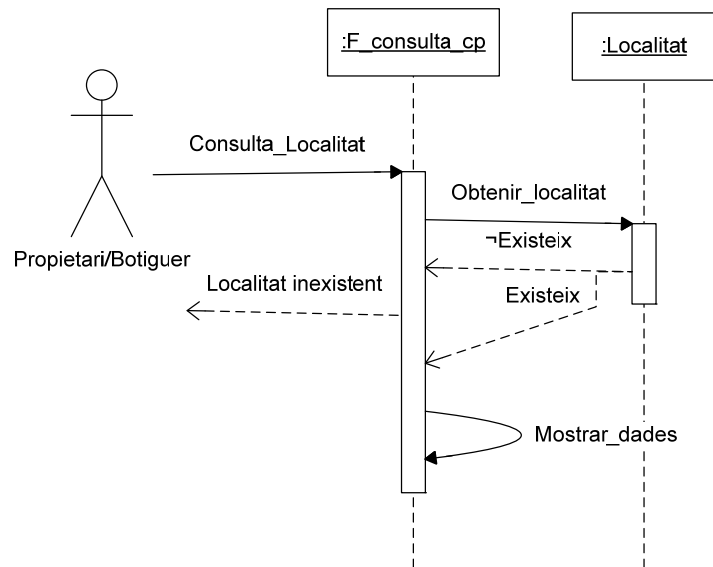 :F_consulta_cp
:Localitat
Consulta_Localitat
Obtenir_localitat
Propietari/Botiguer
¬Existeix
Localitat inexistent
Existeix
Mostrar_dades